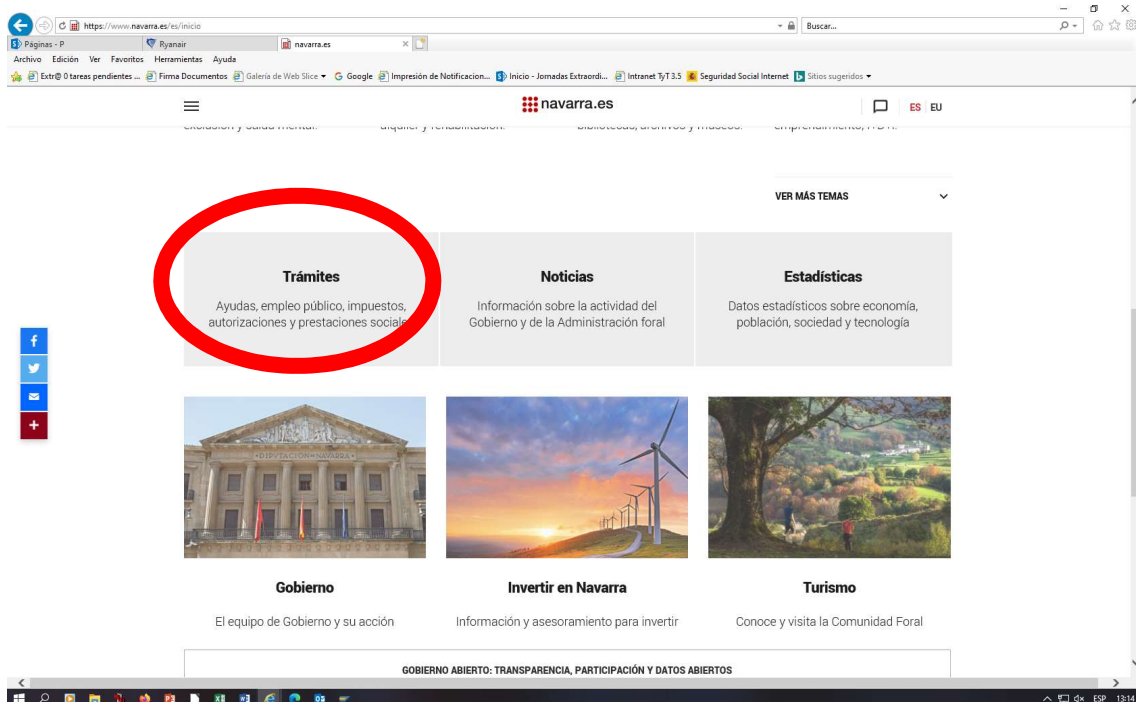 https://www.navarra.es/es/inicio
Buscar...
Páginas - P
Ryanair
navarra.es
Archivo Edición Ver Favoritos Herramientas Ayuda
Extr@ 0 tareas pendientes ... Firma Documentos Galería de Web Slice Google Impresión de Notificacion... Inicio - Jornadas Extraordi... Intranet TyT 3.5 Seguridad Social Internet Sitios sugeridos
navarra.es
ES EU
VER MÁS TEMAS
Trámites
Ayudas, empleo público, impuestos,
autorizaciones y prestaciones sociale
Noticias
Información sobre la actividad del
Gobierno y de la Administración foral
Estadísticas
Datos estadísticos sobre economía,
población, sociedad y tecnología
Gobierno
El equipo de Gobierno y su acción
Invertir en Navarra
Información y asesoramiento para invertir
Turismo
Conoce y visita la Comunidad Foral
GOBIERNO ABIERTO: TRANSPARENCIA, PARTICIPACIÓN Y DATOS ABIERTOS
ESP 13:14